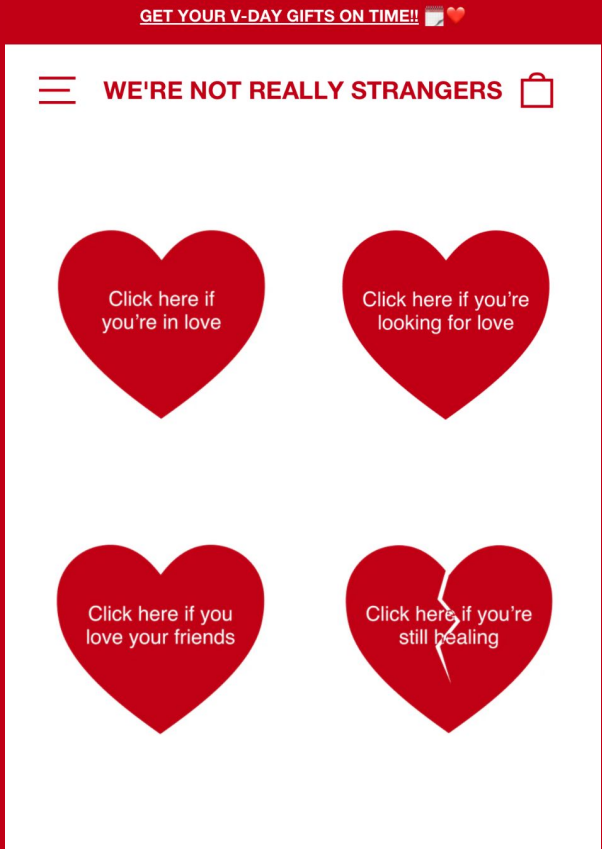 GET YOUR V-DAY GIFTS ON TIME!! 🗓️❤️
WE'RE NOT REALLY STRANGERS
Click here if
you’re in love
Click here if you’re
looking for love
Click here if you
love your friends
Click here if you’re
still healing